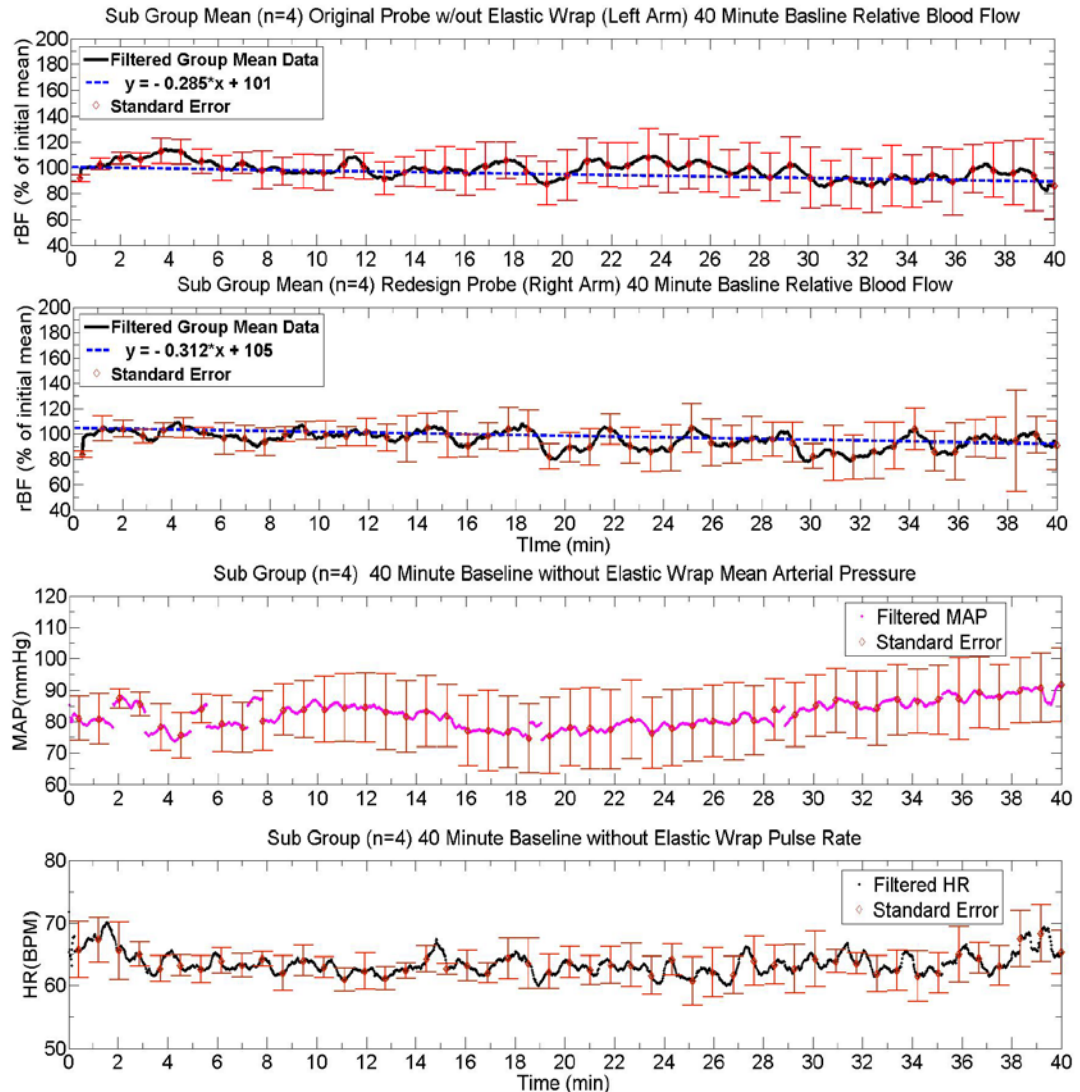 Sub Group Mean (n=4) Original Probe w/out Elastic Wrap (Left Arm) 40 Minute Basline Relative Blood Flow
200
180
160
140
120
100
80
60
40
rBF (% of initial mean)
Filtered Group Mean Data
y = - 0.285*x + 101
Standard Error
0 2 4 6 8 10 12 14 16 18 20 22 24 26 28 30 32 34 36 38 40
Sub Group Mean (n=4) Redesign Probe (Right Arm) 40 Minute Basline Relative Blood Flow
200
180
160
140
120
100
80
60
40
rBF (% of initial mean)
Filtered Group Mean Data
y = - 0.312*x + 105
Standard Error
0 2 4 6 8 10 12 14 16 18 20 22 24 26 28 30 32 34 36 38 40
TIme (min)
Sub Group (n=4) 40 Minute Baseline without Elastic Wrap Mean Arterial Pressure
120
110
100
90
80
70
60
MAP(mmHg)
Filtered MAP
Standard Error
0 2 4 6 8 10 12 14 16 18 20 22 24 26 28 30 32 34 36 38 40
Sub Group (n=4) 40 Minute Baseline without Elastic Wrap Pulse Rate
80
70
60
50
HR(BPM)
Filtered HR
Standard Error
0 2 4 6 8 10 12 14 16 18 20 22 24 26 28 30 32 34 36 38 40
Time (min)